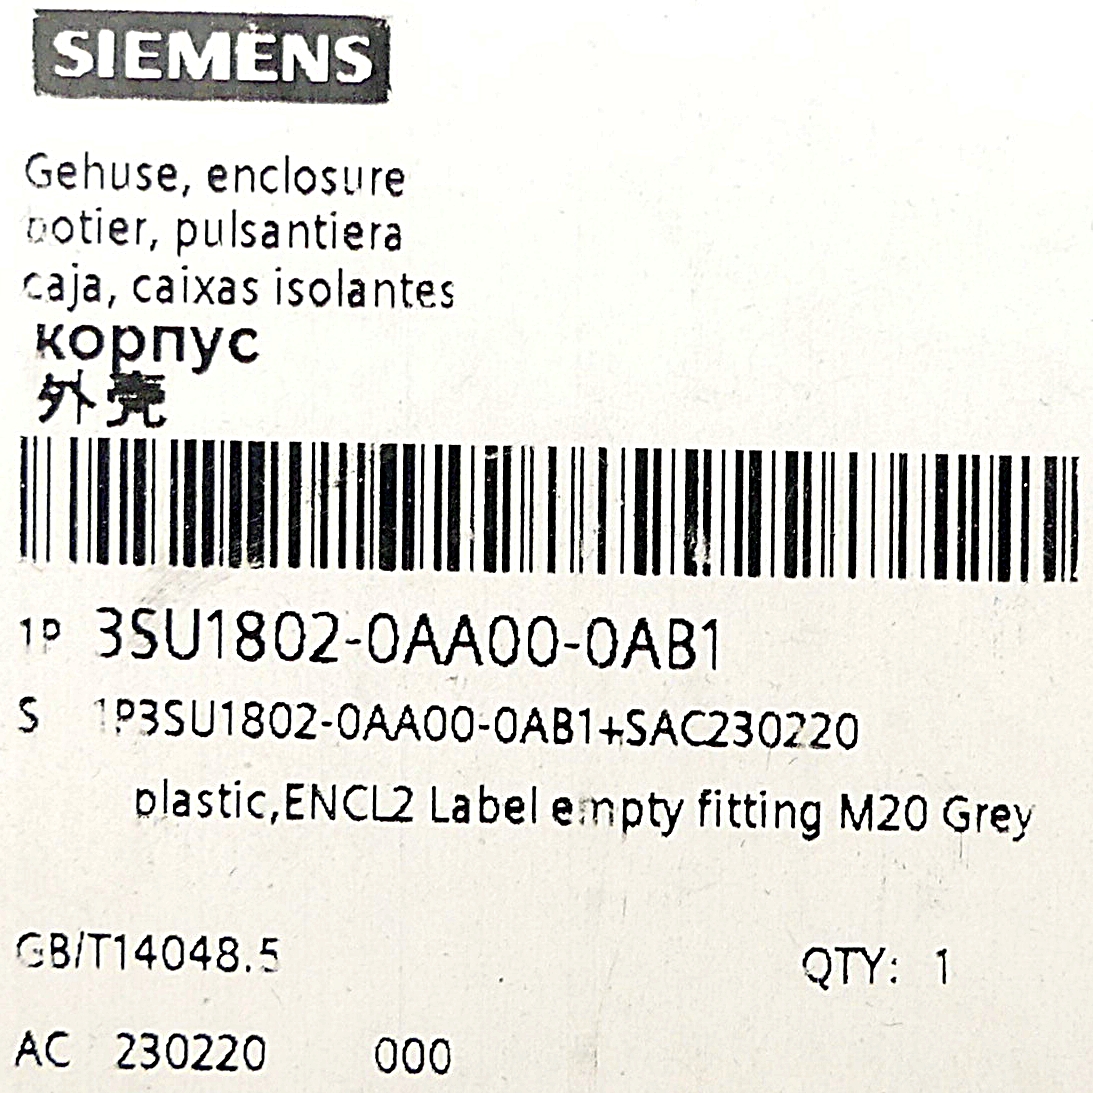 SIEMENS
Gehuse, enclosure
botier, pulsantiera
caja, caixas isolantes
корпус
外壳
1P 3SU1802-0AA00-0AB1
S 1P3SU1802-0AA00-0AB1+SAC230220
plastic,ENCL2 Label empty fitting M20 Grey
GB/T14048.5 QTY: 1
AC 230220 000